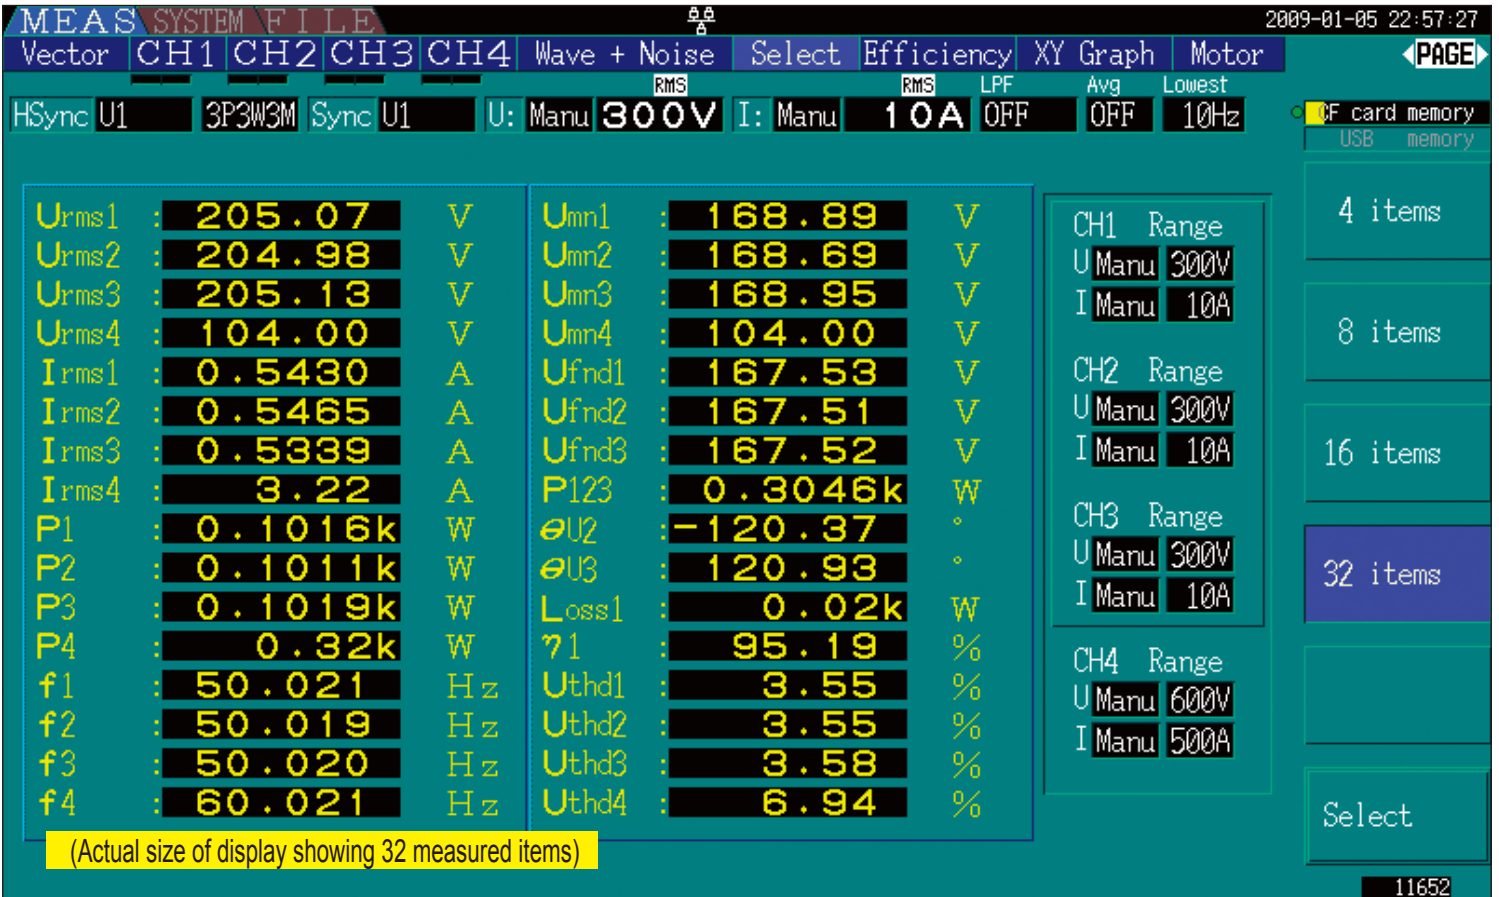 MEAS SYSTEM FILE 2009-01-05 22:57:27
Vector CH1 CH2 CH3 CH4 Wave + Noise Select Efficiency XY Graph Motor PAGE
RMS RMS LPF Avg Lowest
HSync U1 3P3W3M Sync U1 U: Manu 300V I: Manu 10A OFF OFF 10Hz
CF card memory
USB memory
Urms1 : 205.07 V
Urms2 : 204.98 V
Urms3 : 205.13 V
Urms4 : 104.00 V
Irms1 : 0.5430 A
Irms2 : 0.5465 A
Irms3 : 0.5339 A
Irms4 : 3.22 A
P1 : 0.1016k W
P2 : 0.1011k W
P3 : 0.1019k W
P4 : 0.32k W
f1 : 50.021 Hz
f2 : 50.019 Hz
f3 : 50.020 Hz
f4 : 60.021 Hz
Umn1 : 168.89 V
Umn2 : 168.69 V
Umn3 : 168.95 V
Umn4 : 104.00 V
Ufnd1 : 167.53 V
Ufnd2 : 167.51 V
Ufnd3 : 167.52 V
P123 : 0.3046k W
θU2 :-120.37 °
θU3 : 120.93 °
Loss1 : 0.02k W
η1 : 95.19 %
Uthd1 : 3.55 %
Uthd2 : 3.55 %
Uthd3 : 3.58 %
Uthd4 : 6.94 %
CH1 Range
U Manu 300V
I Manu 10A
CH2 Range
U Manu 300V
I Manu 10A
CH3 Range
U Manu 300V
I Manu 10A
CH4 Range
U Manu 600V
I Manu 500A
4 items
8 items
16 items
32 items
Select
(Actual size of display showing 32 measured items)
11652